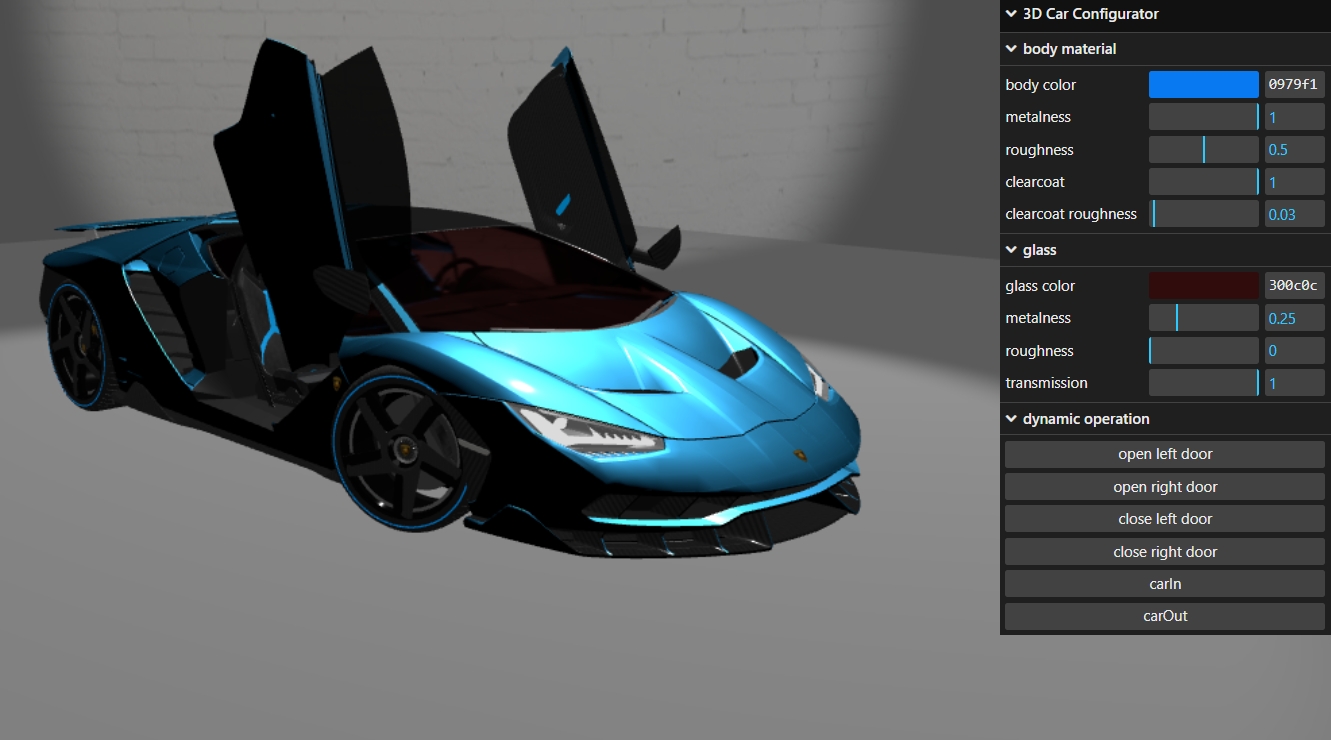 3D Car Configurator
body material
body color 0979f1
metalness 1
roughness 0.5
clearcoat 1
clearcoat roughness 0.03
glass
glass color 300c0c
metalness 0.25
roughness 0
transmission 1
dynamic operation
open left door
open right door
close left door
close right door
carIn
carOut